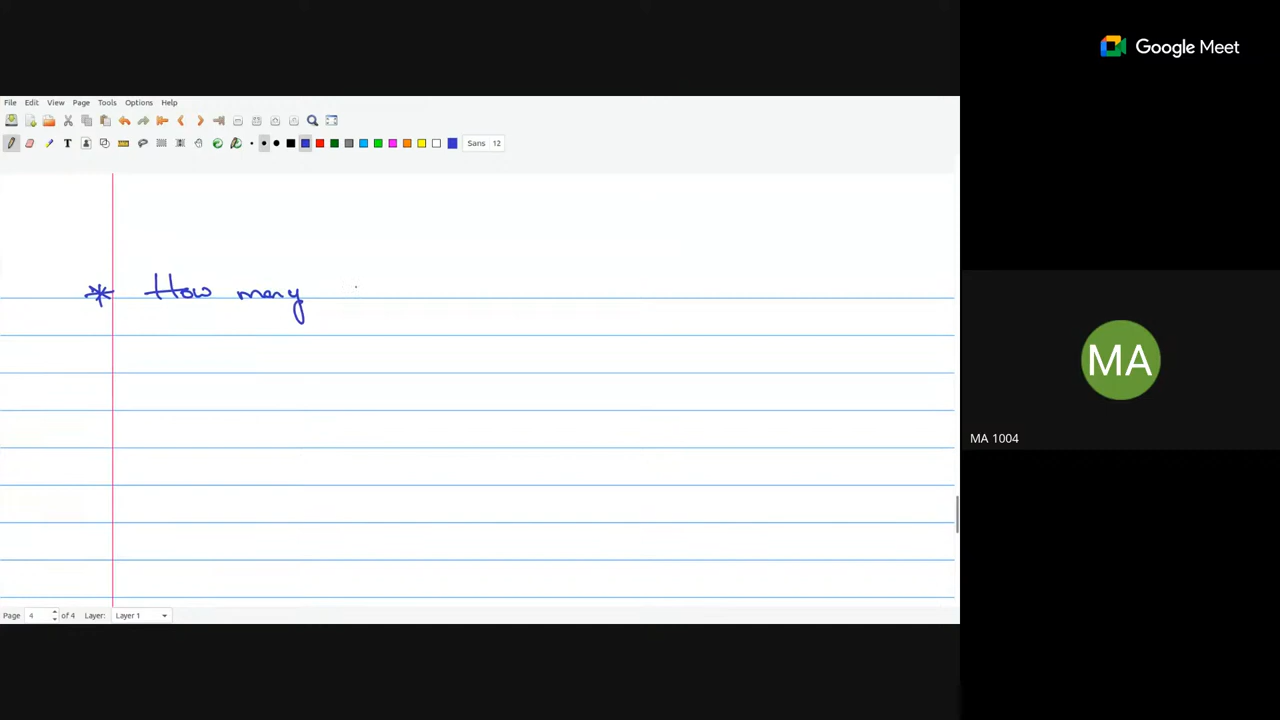 Google Meet
File Edit View Page Tools Options Help
T Sans 12
* How many
MA
MA 1004
Page 4 of 4 Layer: Layer 1